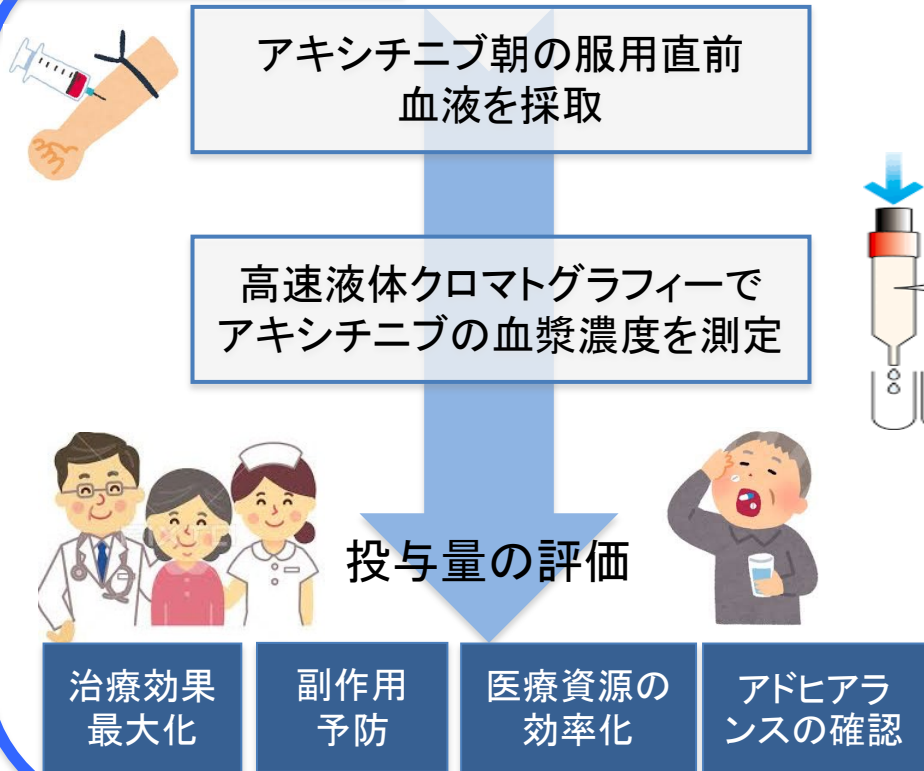 アキシチニブ朝の服用直前
血液を採取
高速液体クロマトグラフィーで
アキシチニブの血漿濃度を測定
投与量の評価
治療効果
最大化
副作用
予防
医療資源の
効率化
アドヒアラ
ンスの確認